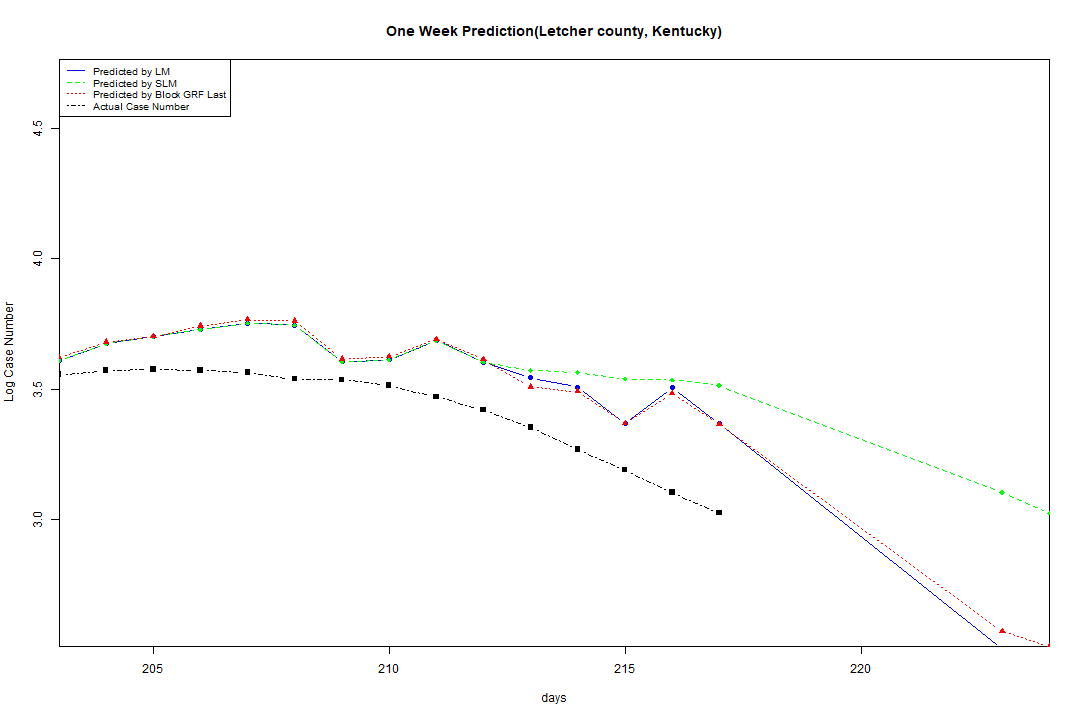 One Week Prediction(Letcher county, Kentucky)
Predicted by LM
Predicted by SLM
Predicted by Block GRF Last
Actual Case Number
4.5
4.0
3.5
3.0
Log Case Number
205 210 215 220
days